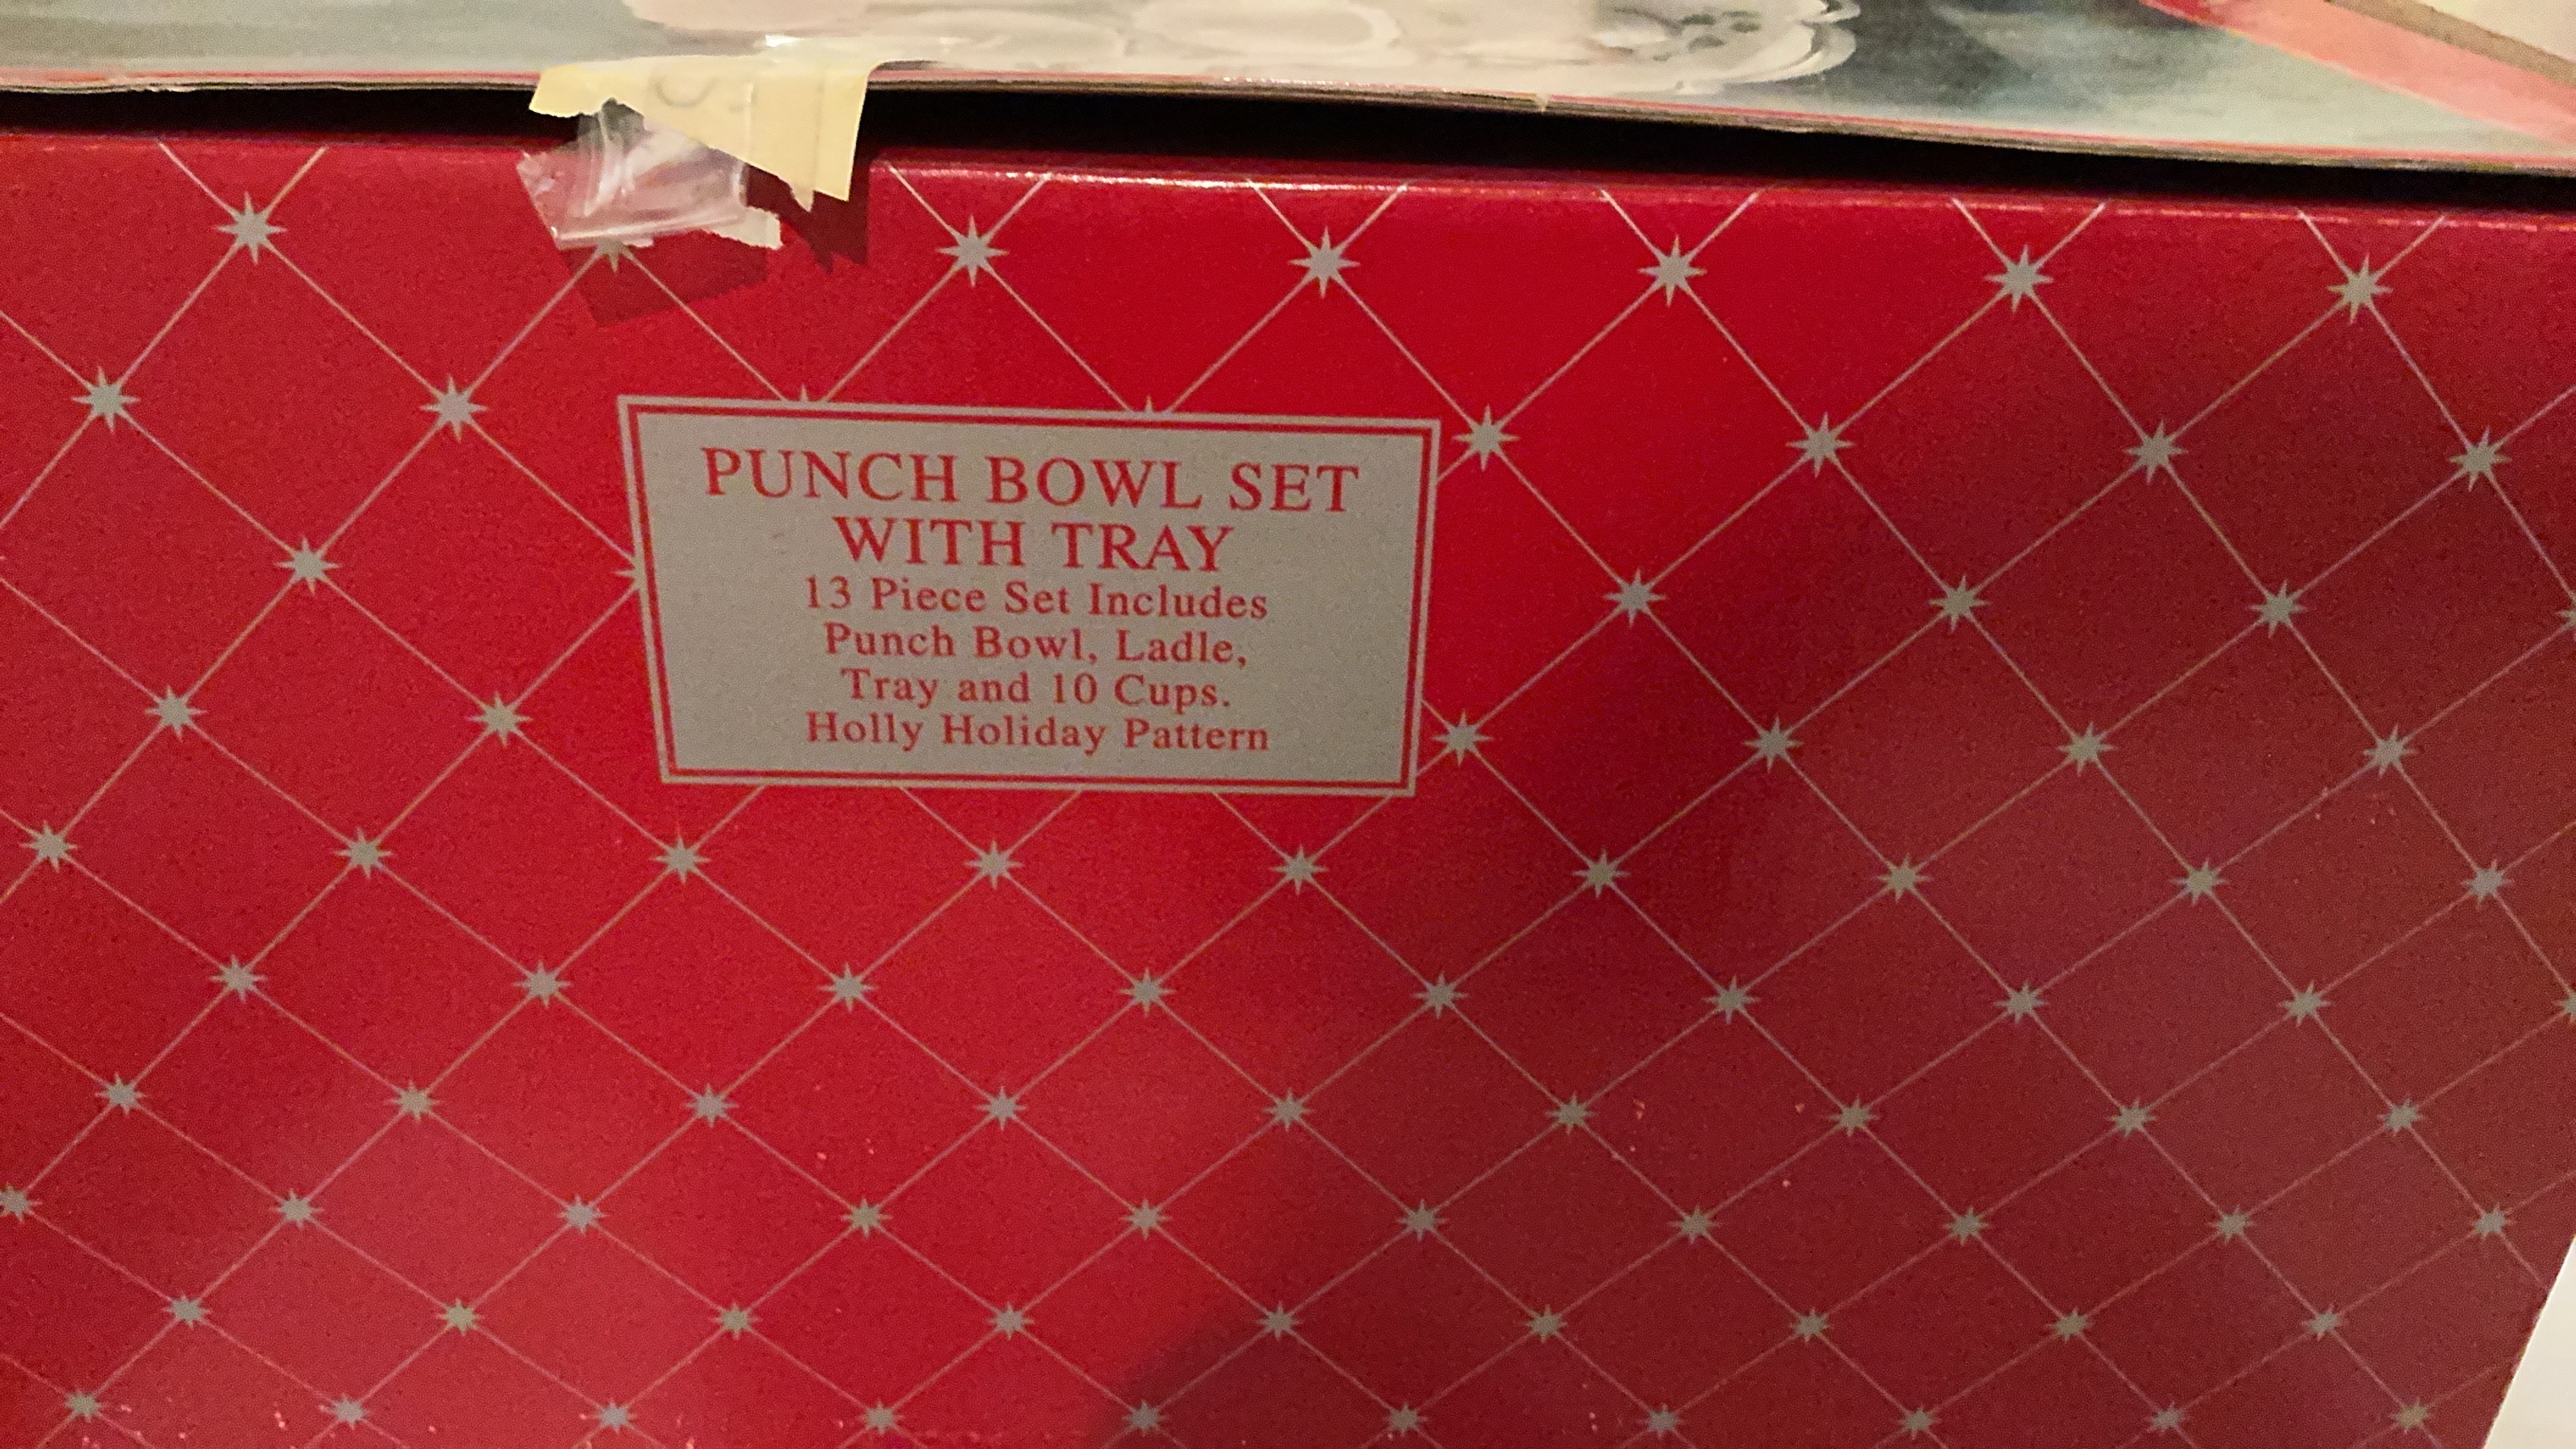 PUNCH BOWL SET
WITH TRAY
13 Piece Set Includes
Punch Bowl, Ladle,
Tray and 10 Cups.
Holly Holiday Pattern